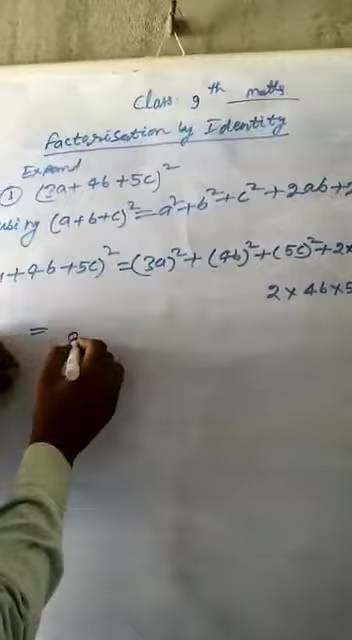 Class: 9th maths
Factorisation by Identity
Expand
① (3a + 4b + 5c)²
using (a+b+c)² = a² + b² + c² + 2ab + 2
+ 4b + 5c)² = (3a)² + (4b)² + (5c)² + 2×
2 × 4b × 5
=